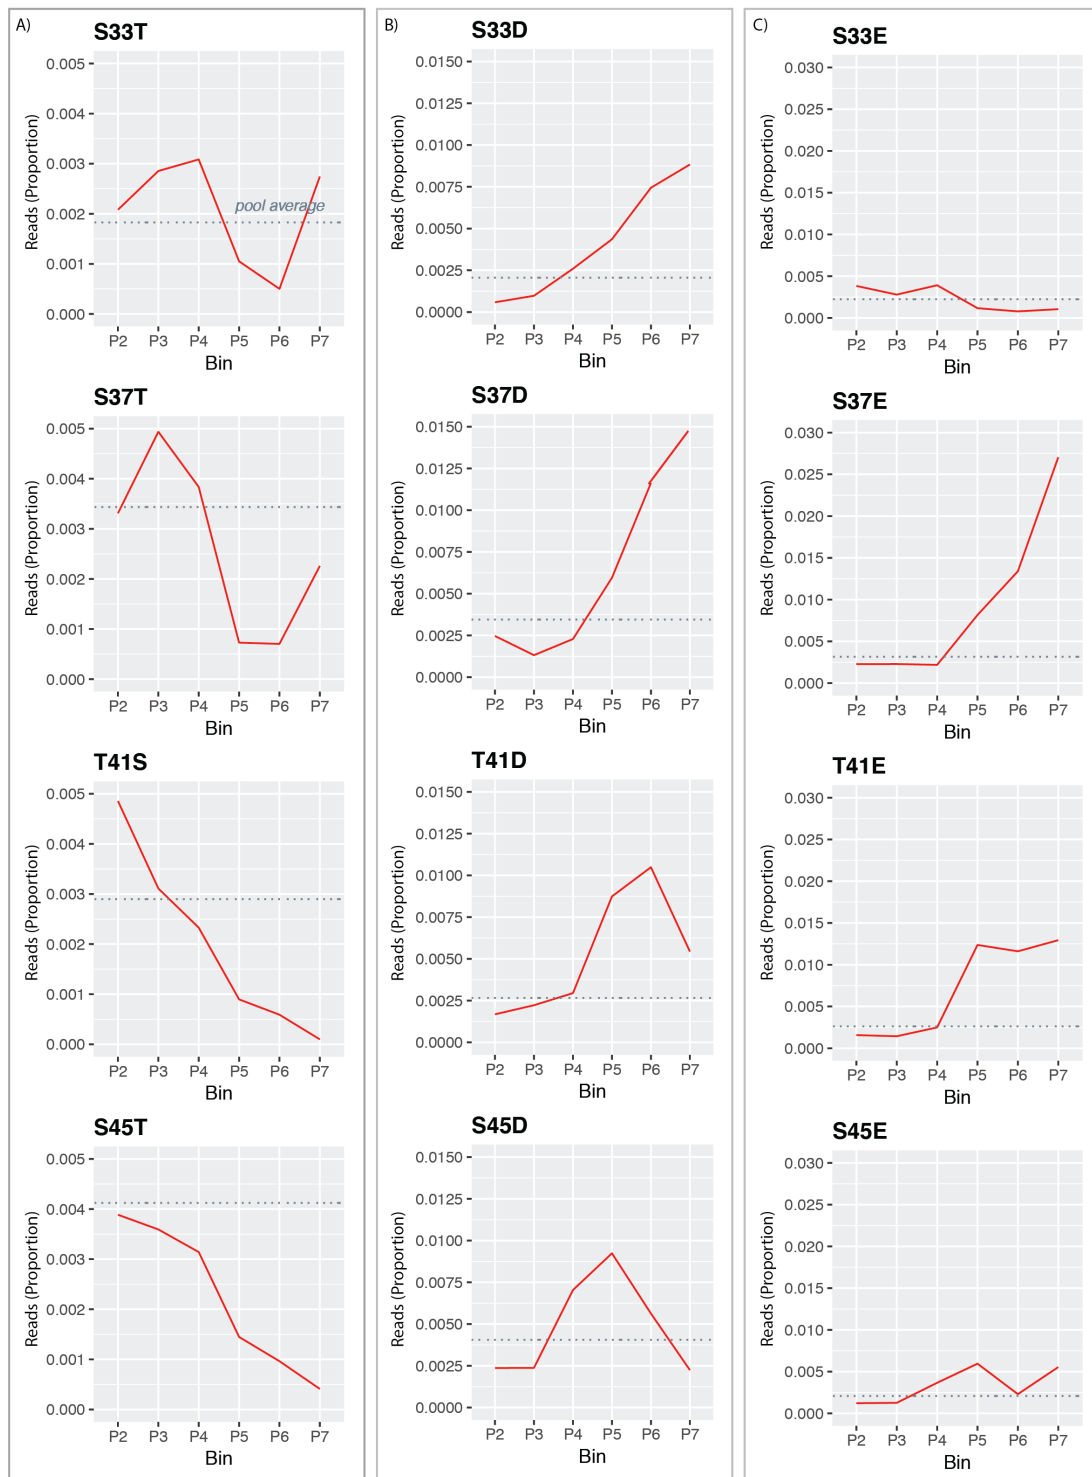 A)
S33T
Reads (Proportion)
0.005
0.004
0.003
0.002
0.001
0.000
pool average
P2 P3 P4 P5 P6 P7
Bin
S37T
Reads (Proportion)
0.005
0.004
0.003
0.002
0.001
0.000
P2 P3 P4 P5 P6 P7
Bin
T41S
Reads (Proportion)
0.005
0.004
0.003
0.002
0.001
0.000
P2 P3 P4 P5 P6 P7
Bin
S45T
Reads (Proportion)
0.005
0.004
0.003
0.002
0.001
0.000
P2 P3 P4 P5 P6 P7
Bin
B)
S33D
Reads (Proportion)
0.0150
0.0125
0.0100
0.0075
0.0050
0.0025
0.0000
P2 P3 P4 P5 P6 P7
Bin
S37D
Reads (Proportion)
0.0150
0.0125
0.0100
0.0075
0.0050
0.0025
0.0000
P2 P3 P4 P5 P6 P7
Bin
T41D
Reads (Proportion)
0.0150
0.0125
0.0100
0.0075
0.0050
0.0025
0.0000
P2 P3 P4 P5 P6 P7
Bin
S45D
Reads (Proportion)
0.0150
0.0125
0.0100
0.0075
0.0050
0.0025
0.0000
P2 P3 P4 P5 P6 P7
Bin
C)
S33E
Reads (Proportion)
0.030
0.025
0.020
0.015
0.010
0.005
0.000
P2 P3 P4 P5 P6 P7
Bin
S37E
Reads (Proportion)
0.030
0.025
0.020
0.015
0.010
0.005
0.000
P2 P3 P4 P5 P6 P7
Bin
T41E
Reads (Proportion)
0.030
0.025
0.020
0.015
0.010
0.005
0.000
P2 P3 P4 P5 P6 P7
Bin
S45E
Reads (Proportion)
0.030
0.025
0.020
0.015
0.010
0.005
0.000
P2 P3 P4 P5 P6 P7
Bin